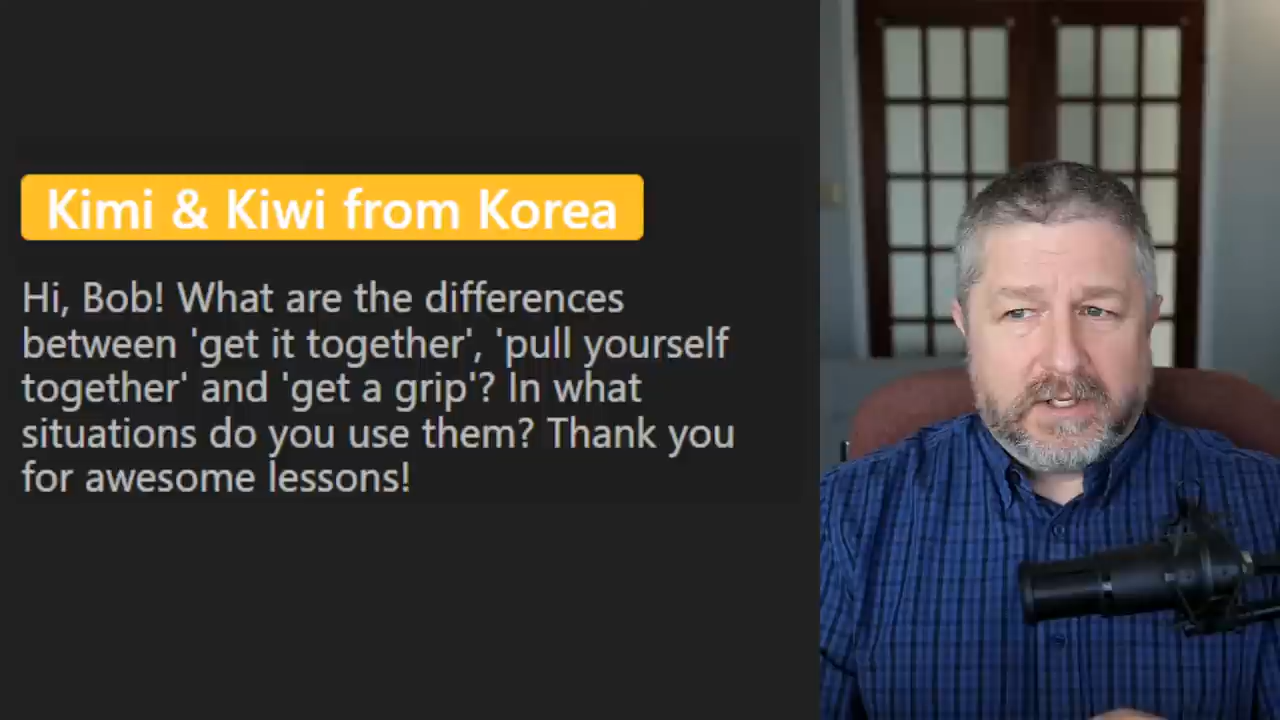 Kimi & Kiwi from Korea
Hi, Bob! What are the differences
between 'get it together', 'pull yourself
together' and 'get a grip'? In what
situations do you use them? Thank you
for awesome lessons!